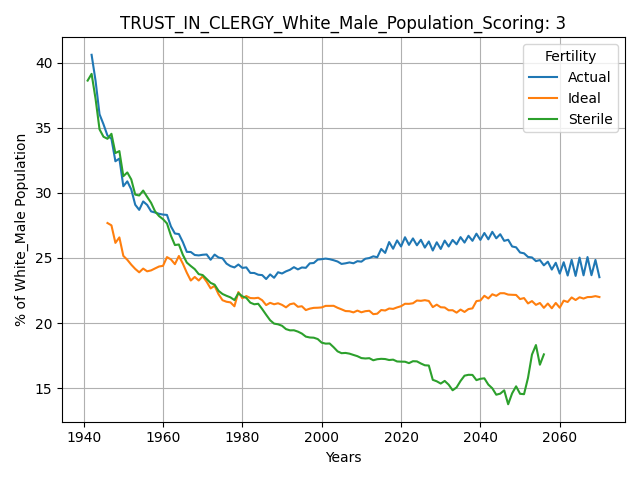 TRUST_IN_CLERGY_White_Male_Population_Scoring: 3
Fertility
Actual
Ideal
Sterile
% of White_Male Population
40
35
30
25
20
15
1940
1960
1980
2000
2020
2040
2060
Years